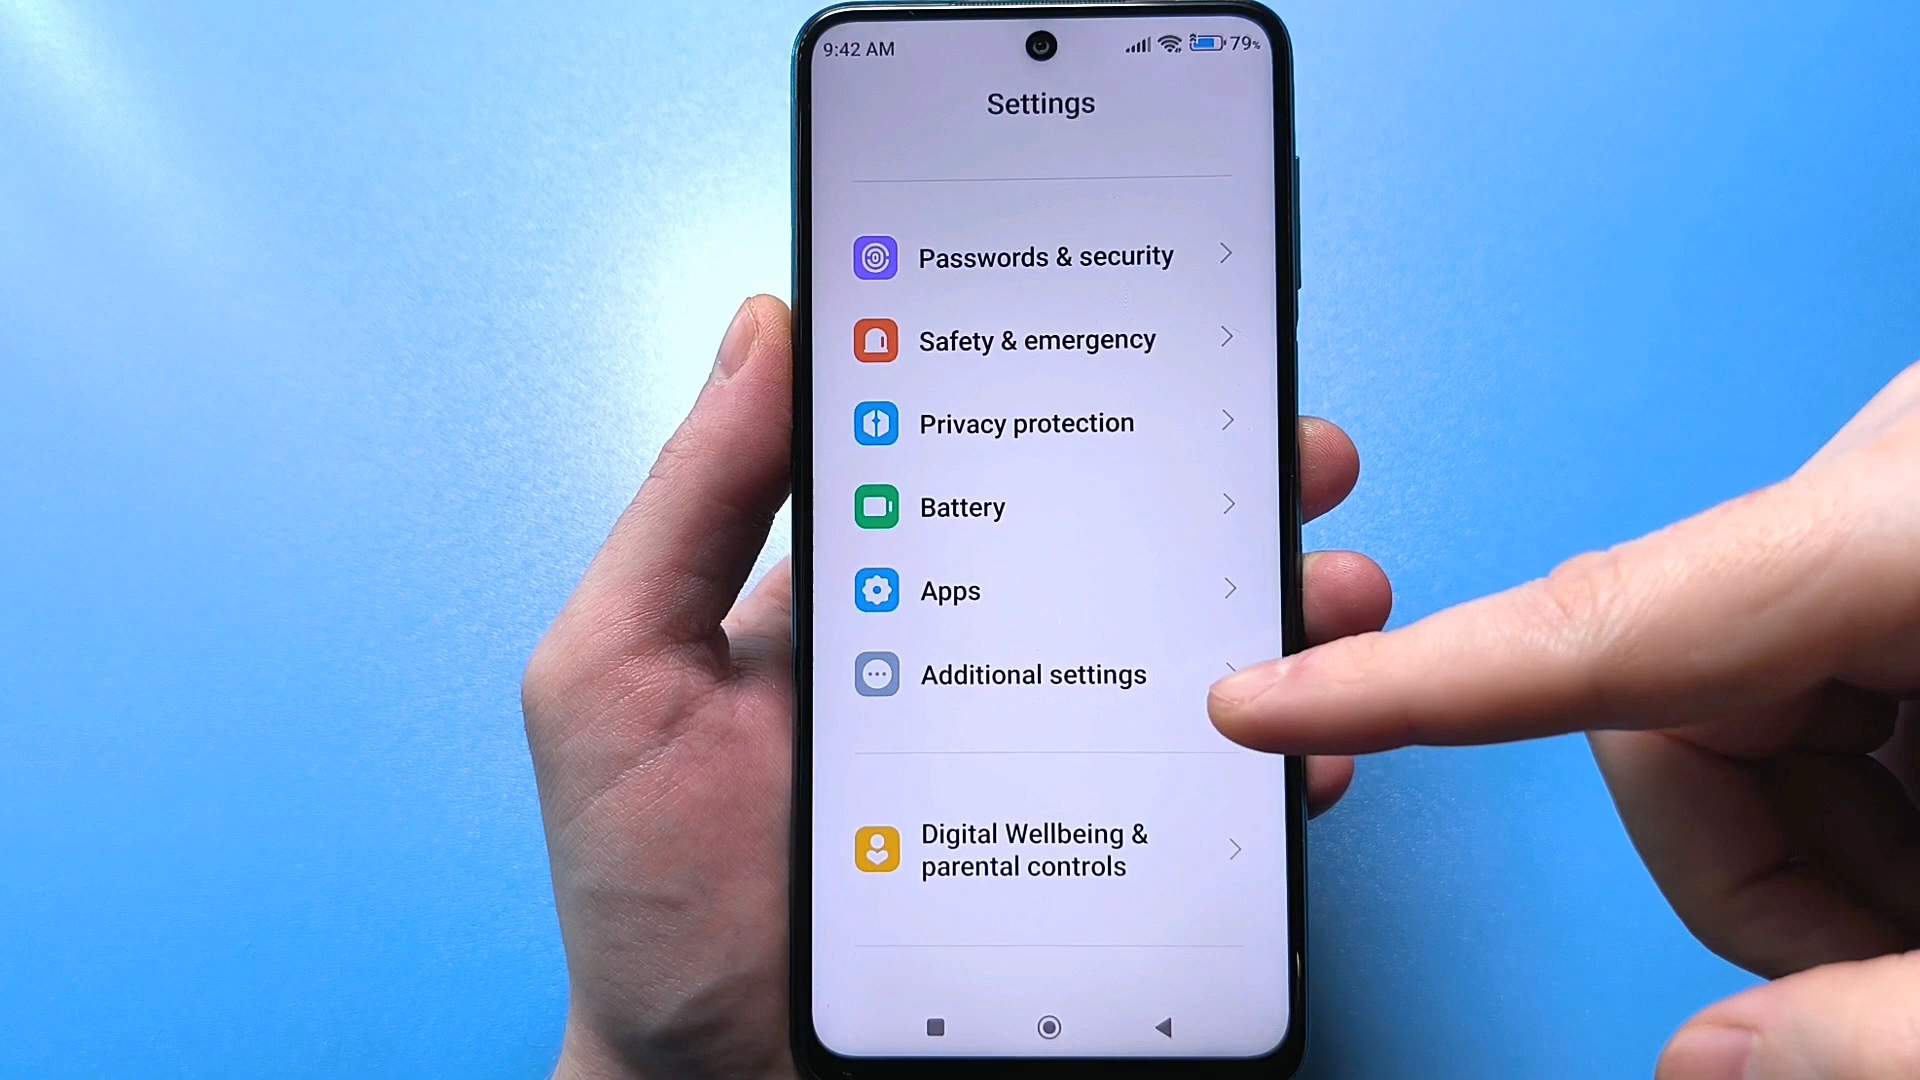 9:42 AM 79%
Settings
Passwords & security
Safety & emergency
Privacy protection
Battery
Apps
Additional settings
Digital Wellbeing &
parental controls